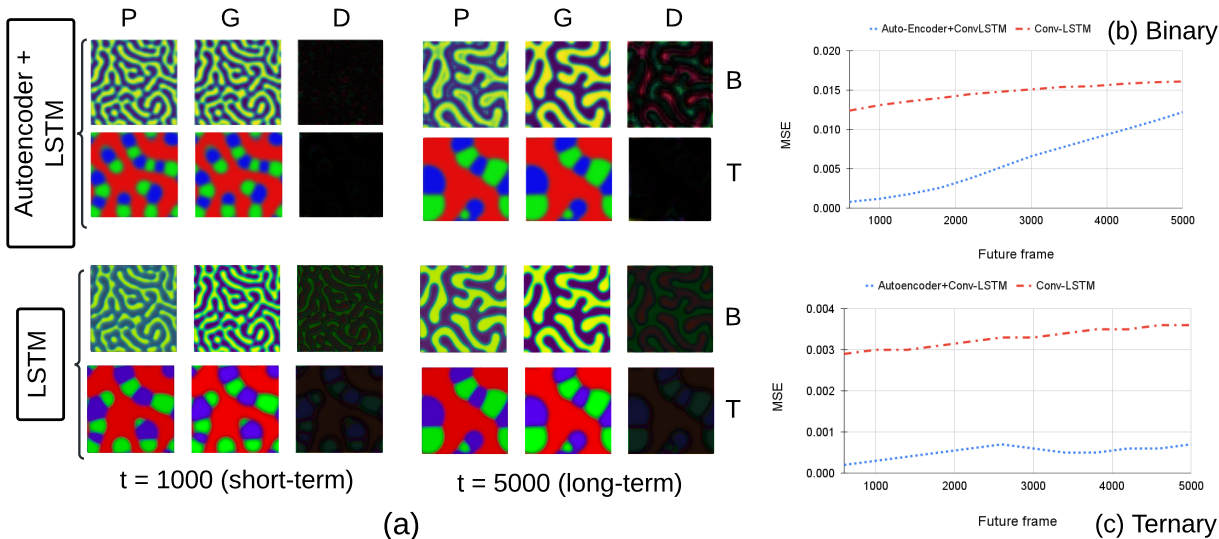 P G D P G D
Autoencoder +
LSTM
B
T
LSTM
B
T
t = 1000 (short-term)
t = 5000 (long-term)
(a)
Auto-Encoder+ConvLSTM Conv-LSTM
(b) Binary
0.020
0.015
0.010
0.005
0.000
MSE
1000 2000 3000 4000 5000
Future frame
Autoencoder+Conv-LSTM Conv-LSTM
0.004
0.003
0.002
0.001
0.000
MSE
1000 2000 3000 4000 5000
Future frame
(c) Ternary